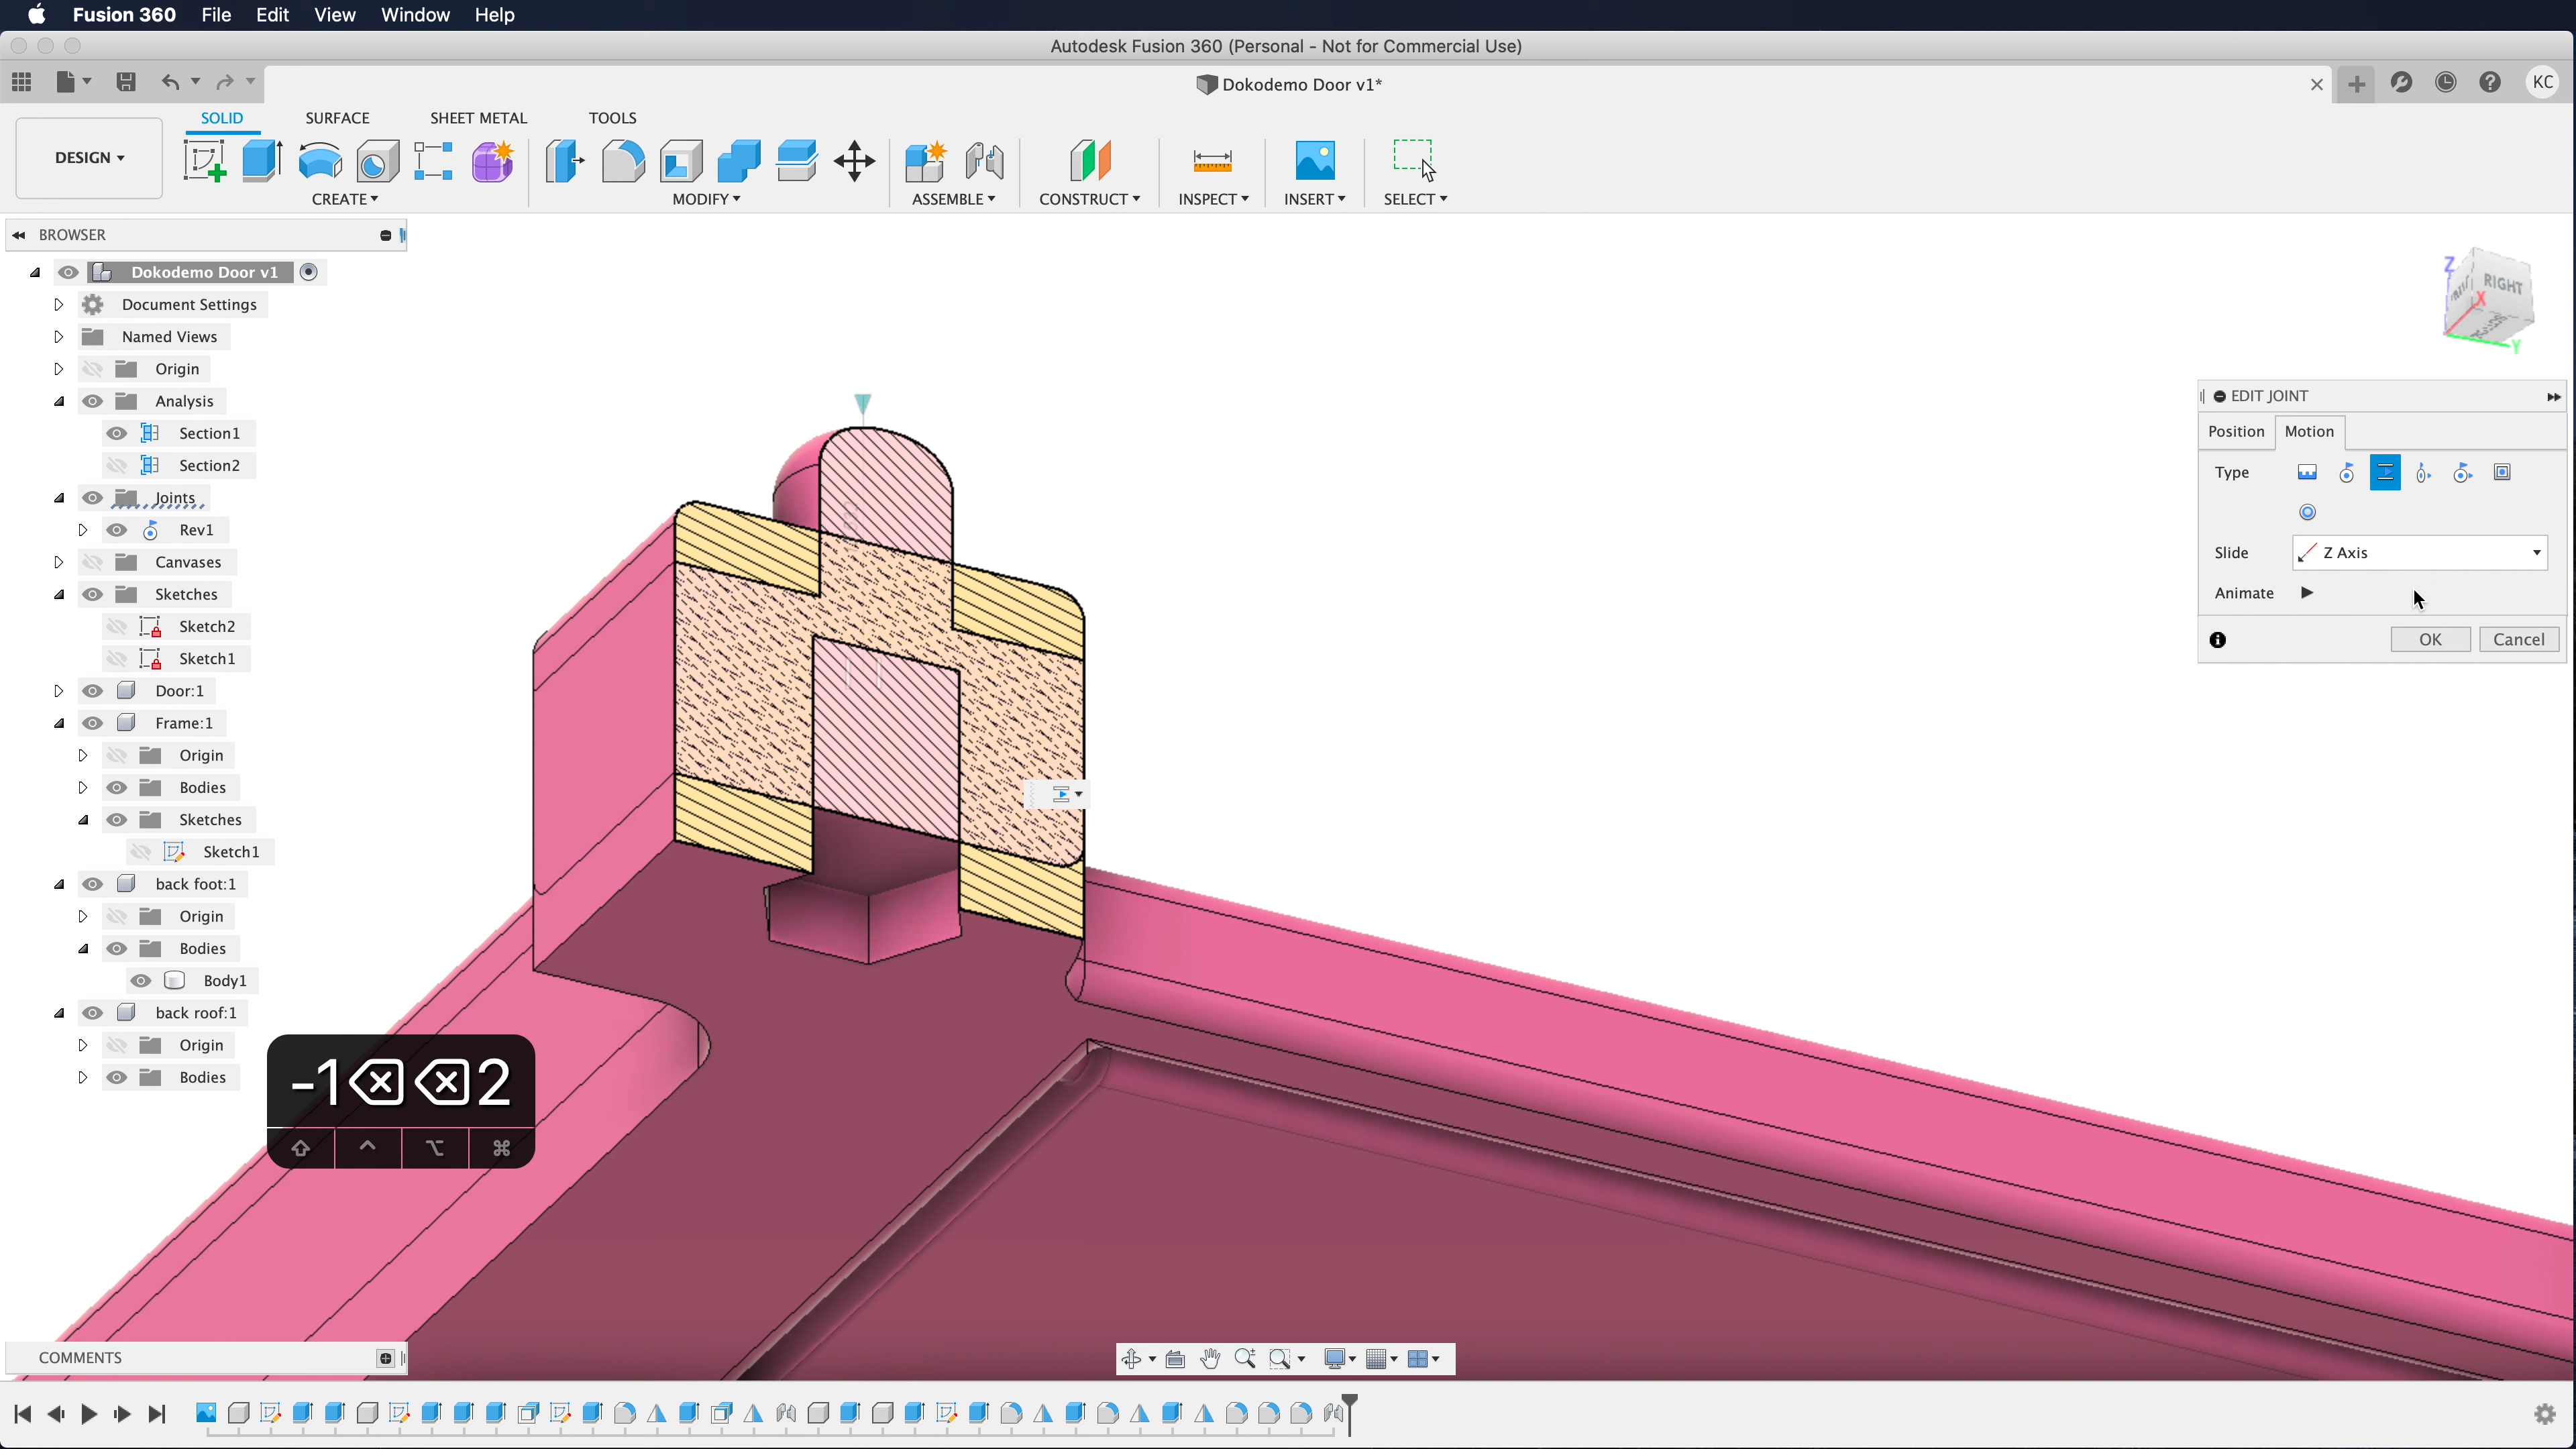 Fusion 360 File Edit View Window Help
Autodesk Fusion 360 (Personal - Not for Commercial Use)
Dokodemo Door v1*
KC
DESIGN
SOLID SURFACE SHEET METAL TOOLS
CREATE MODIFY ASSEMBLE CONSTRUCT INSPECT INSERT SELECT
BROWSER
Dokodemo Door v1
Document Settings
Named Views
Origin
Analysis
Section1
Section2
Joints
Rev1
Canvases
Sketches
Sketch2
Sketch1
Door:1
Frame:1
Origin
Bodies
Sketches
Sketch1
back foot:1
Origin
Bodies
Body1
back roof:1
Origin
Bodies
Z
RIGHT
X
Y
EDIT JOINT
Position Motion
Type
Slide Z Axis
Animate
OK Cancel
-1⌫⌫2
⇧ ^ ⌥ ⌘
COMMENTS